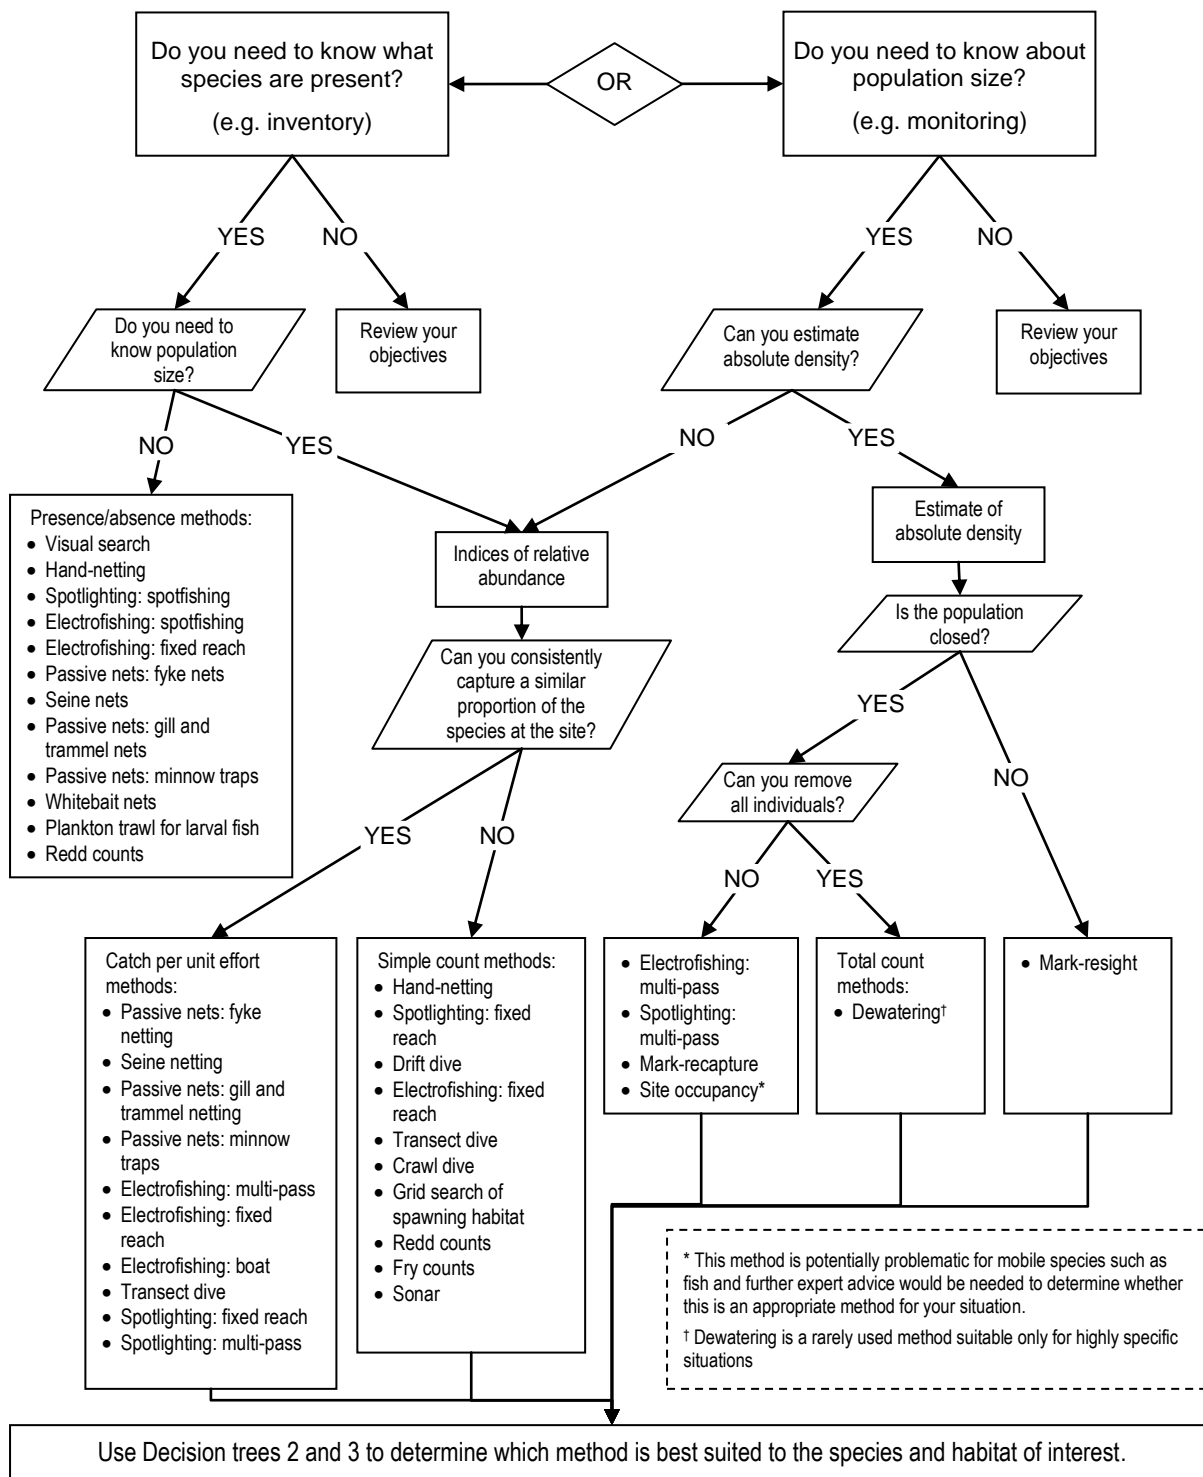 Do you need to know what
species are present?
(e.g. inventory)
OR
Do you need to know about
population size?
(e.g. monitoring)
YES
NO
YES
NO
Do you need to
know population
size?
Review your
objectives
Can you estimate
absolute density?
Review your
objectives
NO
YES
NO
YES
Presence/absence methods:
• Visual search
• Hand-netting
• Spotlighting: spotfishing
• Electrofishing: spotfishing
• Electrofishing: fixed reach
• Passive nets: fyke nets
• Seine nets
• Passive nets: gill and
trammel nets
• Passive nets: minnow traps
• Whitebait nets
• Plankton trawl for larval fish
• Redd counts
Indices of relative
abundance
Estimate of
absolute density
Is the population
closed?
Can you consistently
capture a similar
proportion of the
species at the site?
YES
NO
Can you remove
all individuals?
YES
NO
NO
YES
Catch per unit effort
methods:
• Passive nets: fyke
netting
• Seine netting
• Passive nets: gill and
trammel netting
• Passive nets: minnow
traps
• Electrofishing: multi-pass
• Electrofishing: fixed
reach
• Electrofishing: boat
• Transect dive
• Spotlighting: fixed reach
• Spotlighting: multi-pass
Simple count methods:
• Hand-netting
• Spotlighting: fixed
reach
• Drift dive
• Electrofishing: fixed
reach
• Transect dive
• Crawl dive
• Grid search of
spawning habitat
• Redd counts
• Fry counts
• Sonar
• Electrofishing:
multi-pass
• Spotlighting:
multi-pass
• Mark-recapture
• Site occupancy*
Total count
methods:
• Dewatering†
• Mark-resight
* This method is potentially problematic for mobile species such as
fish and further expert advice would be needed to determine whether
this is an appropriate method for your situation.
† Dewatering is a rarely used method suitable only for highly specific
situations
Use Decision trees 2 and 3 to determine which method is best suited to the species and habitat of interest.